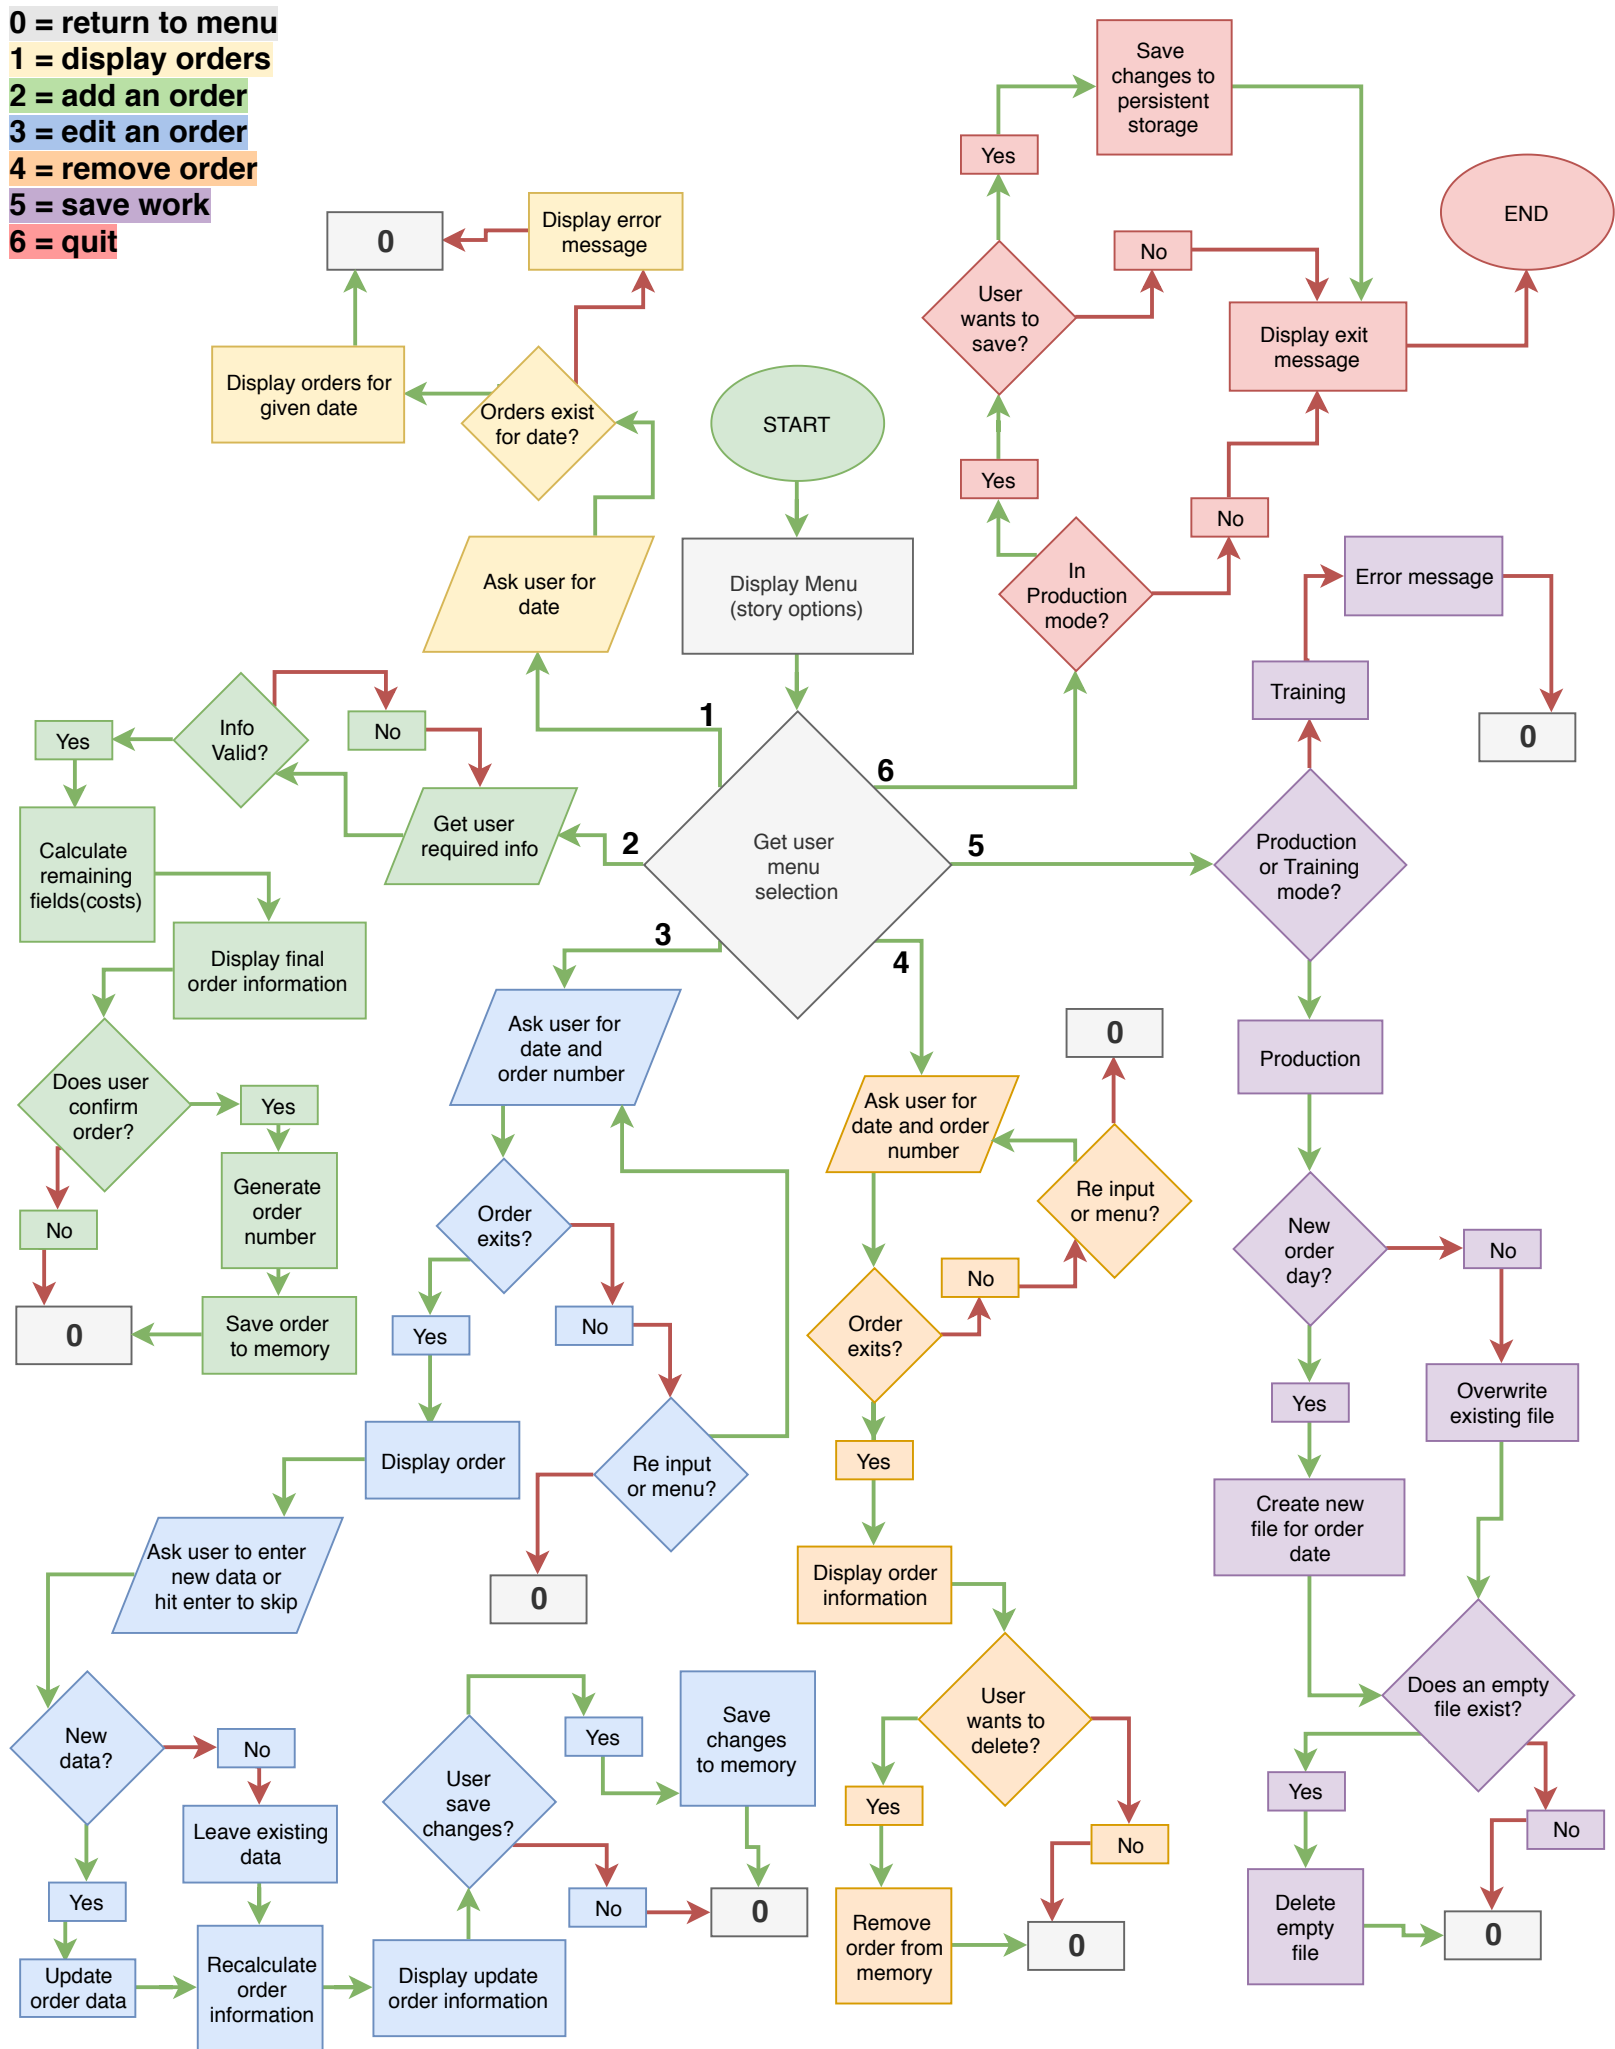 0 = return to menu
1 = display orders
2 = add an order
3 = edit an order
4 = remove order
5 = save work
6 = quit
0
Display error
message
Display orders for
given date
Orders exist
for date?
Ask user for
date
START
Display Menu
(story options)
Get user
menu
selection
1
2
3
4
5
6
Save
changes to
persistent
storage
Yes
User
wants to
save?
No
Display exit
message
END
Yes
In
Production
mode?
No
Error message
Training
0
Production
or Training
mode?
Production
New
order
day?
No
Yes
Overwrite
existing file
Create new
file for order
date
Does an empty
file exist?
Yes
No
Delete
empty
file
0
Info
Valid?
No
Yes
Get user
required info
Calculate
remaining
fields(costs)
Display final
order information
Does user
confirm
order?
Yes
No
Generate
order
number
Save order
to memory
0
Ask user for
date and
order number
Order
exits?
Yes
No
Display order
Re input
or menu?
0
Ask user to enter
new data or
hit enter to skip
New
data?
No
Leave existing
data
Yes
Update
order data
Recalculate
order
information
Display update
order information
User
save
changes?
Yes
Save
changes
to memory
No
0
Ask user for
date and order
number
0
Re input
or menu?
No
Order
exits?
Yes
Display order
information
User
wants to
delete?
Yes
No
Remove
order from
memory
0